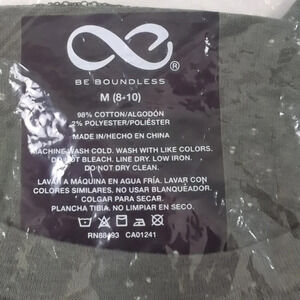 BE BOUNDLESS
M (8-10)
98% COTTON/ALGODÓN
2% POLYESTER/POLIÉSTER
MADE IN/HECHO EN CHINA
MACHINE WASH COLD. WASH WITH LIKE COLORS.
DO NOT BLEACH. LINE DRY. LOW IRON.
DO NOT DRY CLEAN.
LAVAR A MÁQUINA EN AGUA FRÍA. LAVAR CON
COLORES SIMILARES. NO USAR BLANQUEADOR.
COLGAR PARA SECAR.
PLANCHA TIBIA. NO LIMPIAR EN SECO.
RN88493 CA01241